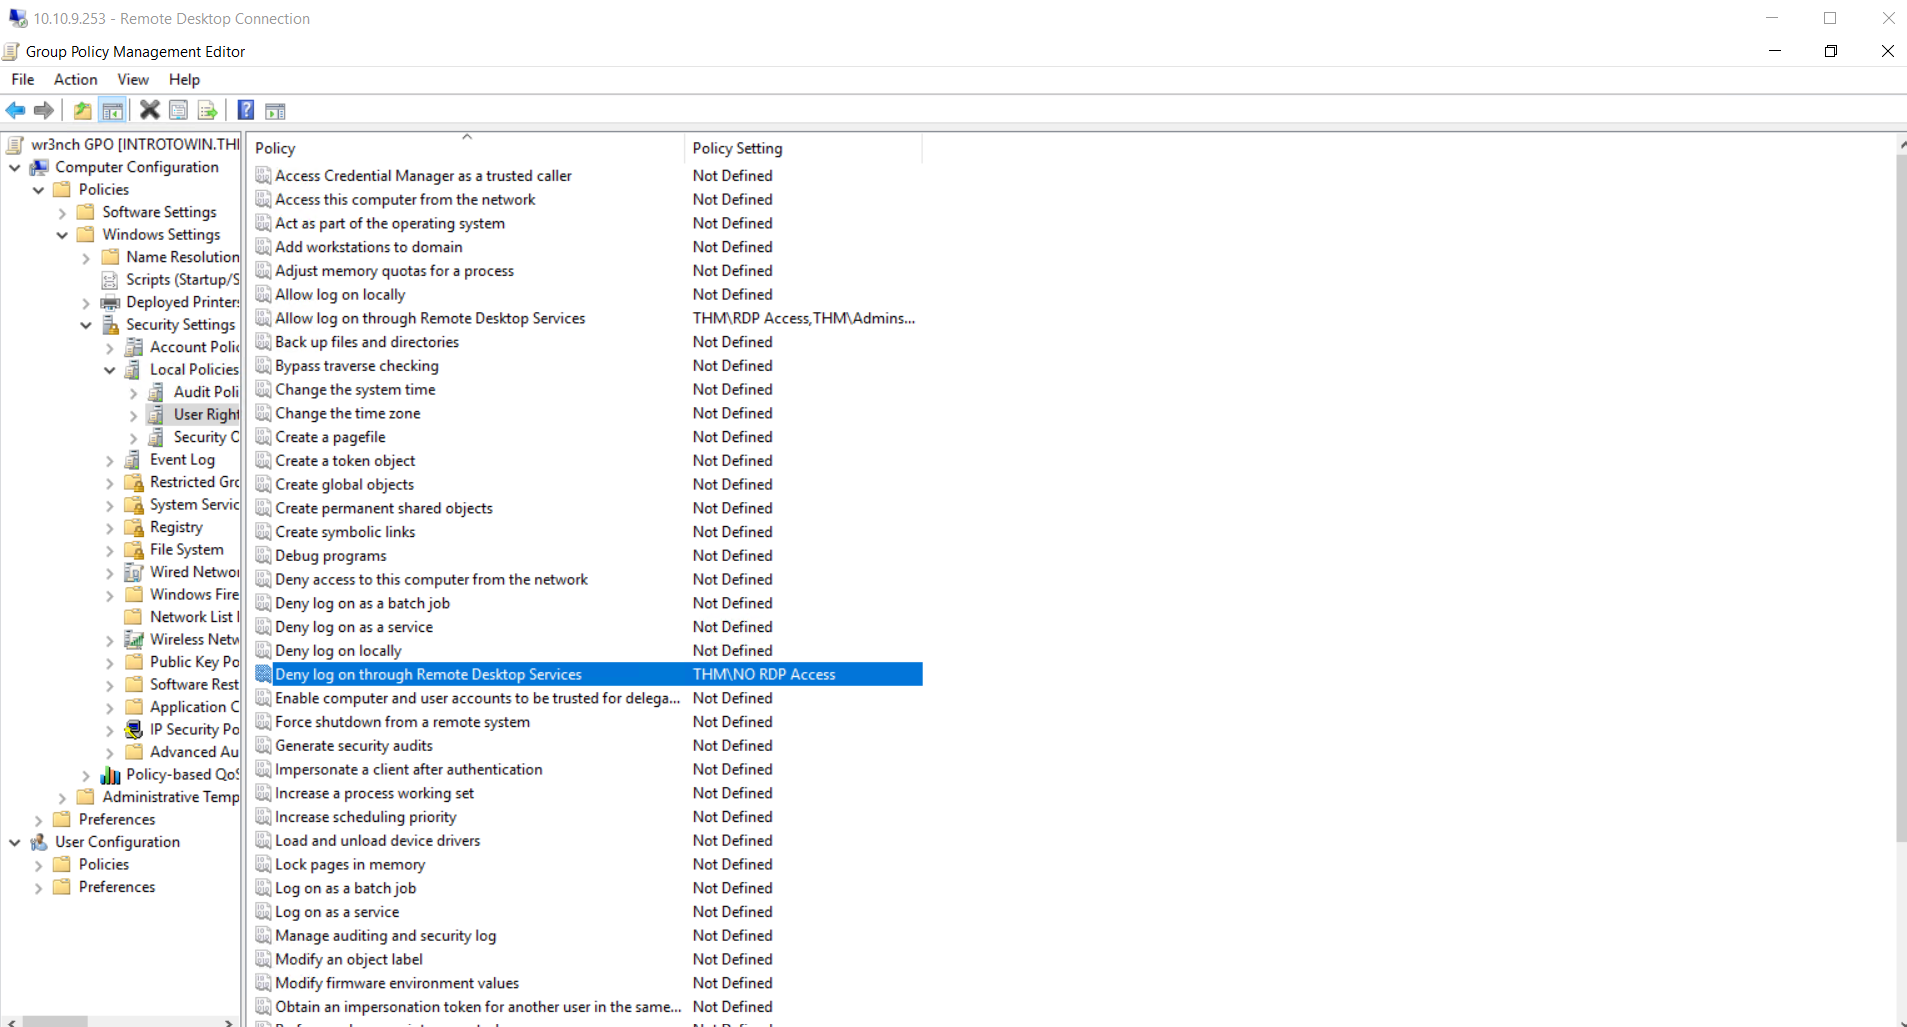 10.10.9.253 - Remote Desktop Connection
Group Policy Management Editor
File Action View Help
wr3nch GPO [INTROTOWIN.TH
Computer Configuration
Policies
Software Settings
Windows Settings
Name Resolution
Scripts (Startup/S
Deployed Printers
Security Settings
Account Polic
Local Policies
Audit Poli
User Right
Security O
Event Log
Restricted Gro
System Servic
Registry
File System
Wired Networ
Windows Fire
Network List
Wireless Netw
Public Key Po
Software Rest
Application C
IP Security Po
Advanced Au
Policy-based QoS
Administrative Temp
Preferences
User Configuration
Policies
Preferences
Policy Policy Setting
Access Credential Manager as a trusted caller Not Defined
Access this computer from the network Not Defined
Act as part of the operating system Not Defined
Add workstations to domain Not Defined
Adjust memory quotas for a process Not Defined
Allow log on locally Not Defined
Allow log on through Remote Desktop Services THM\RDP Access,THM\Admins...
Back up files and directories Not Defined
Bypass traverse checking Not Defined
Change the system time Not Defined
Change the time zone Not Defined
Create a pagefile Not Defined
Create a token object Not Defined
Create global objects Not Defined
Create permanent shared objects Not Defined
Create symbolic links Not Defined
Debug programs Not Defined
Deny access to this computer from the network Not Defined
Deny log on as a batch job Not Defined
Deny log on as a service Not Defined
Deny log on locally Not Defined
Deny log on through Remote Desktop Services THM\NO RDP Access
Enable computer and user accounts to be trusted for delega... Not Defined
Force shutdown from a remote system Not Defined
Generate security audits Not Defined
Impersonate a client after authentication Not Defined
Increase a process working set Not Defined
Increase scheduling priority Not Defined
Load and unload device drivers Not Defined
Lock pages in memory Not Defined
Log on as a batch job Not Defined
Log on as a service Not Defined
Manage auditing and security log Not Defined
Modify an object label Not Defined
Modify firmware environment values Not Defined
Obtain an impersonation token for another user in the same... Not Defined